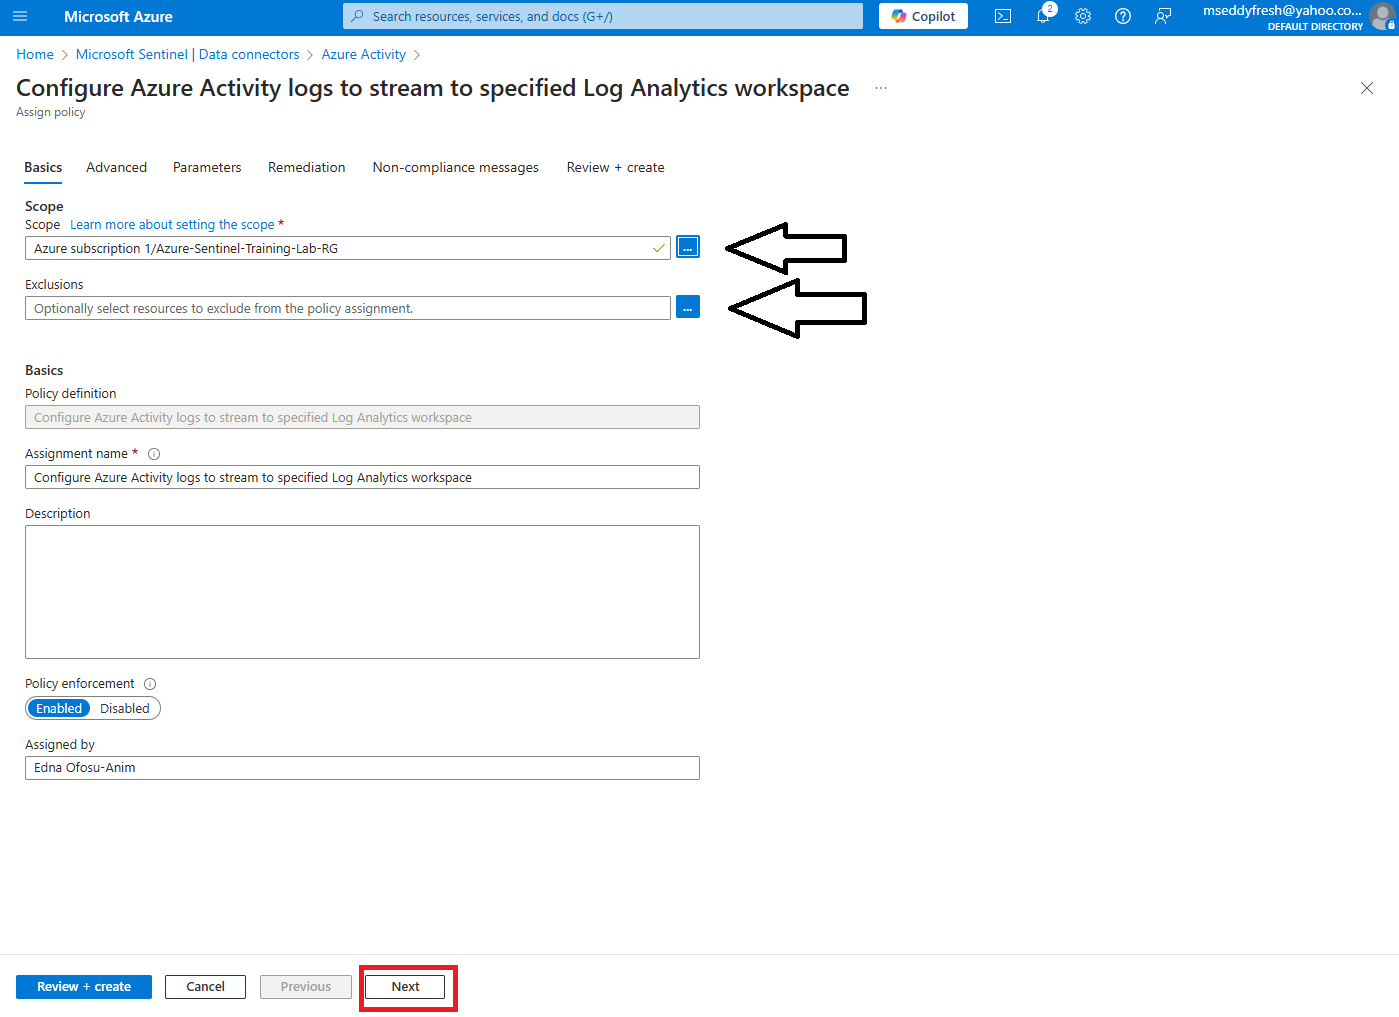 Microsoft Azure
Search resources, services, and docs (G+/)
Copilot
2
mseddyfresh@yahoo.co...
DEFAULT DIRECTORY
Home > Microsoft Sentinel | Data connectors > Azure Activity >
Configure Azure Activity logs to stream to specified Log Analytics workspace ...
Assign policy
Basics Advanced Parameters Remediation Non-compliance messages Review + create
Scope
Scope Learn more about setting the scope *
Azure subscription 1/Azure-Sentinel-Training-Lab-RG ...
Exclusions
Optionally select resources to exclude from the policy assignment. ...
Basics
Policy definition
Configure Azure Activity logs to stream to specified Log Analytics workspace
Assignment name *
Configure Azure Activity logs to stream to specified Log Analytics workspace
Description
Policy enforcement
Enabled Disabled
Assigned by
Edna Ofosu-Anim
Review + create Cancel Previous Next